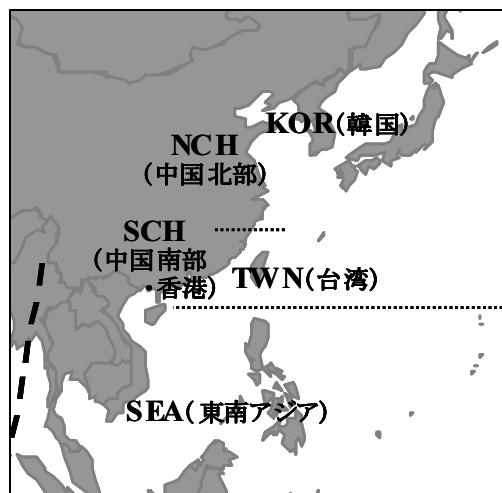 KOR(韓国)
NCH
(中国北部)
SCH
(中国南部
・香港)
TWN(台湾)
SEA(東南アジア)